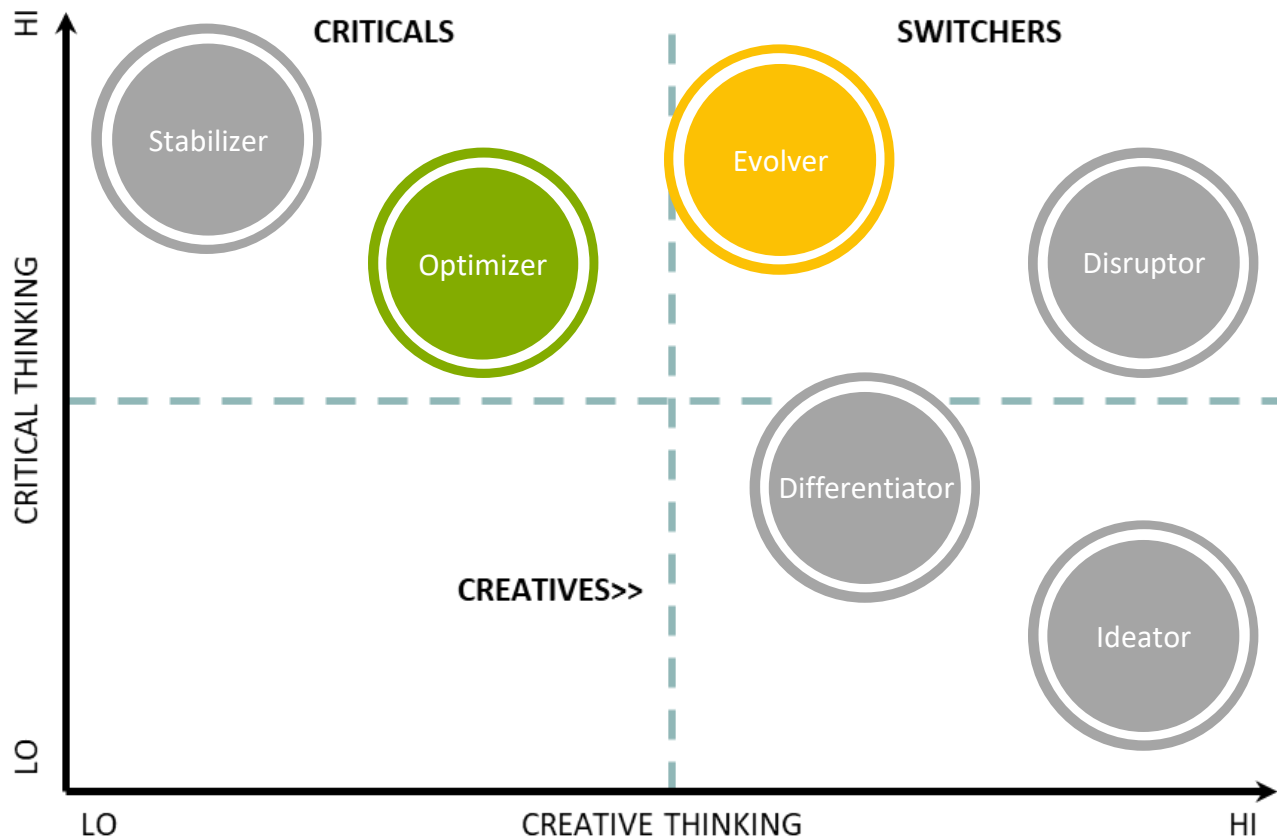 HI
CRITICALS
SWITCHERS
Stabilizer
Evolver
Optimizer
Disruptor
CRITICAL THINKING
Differentiator
CREATIVES>>
Ideator
LO
LO
CREATIVE THINKING
HI